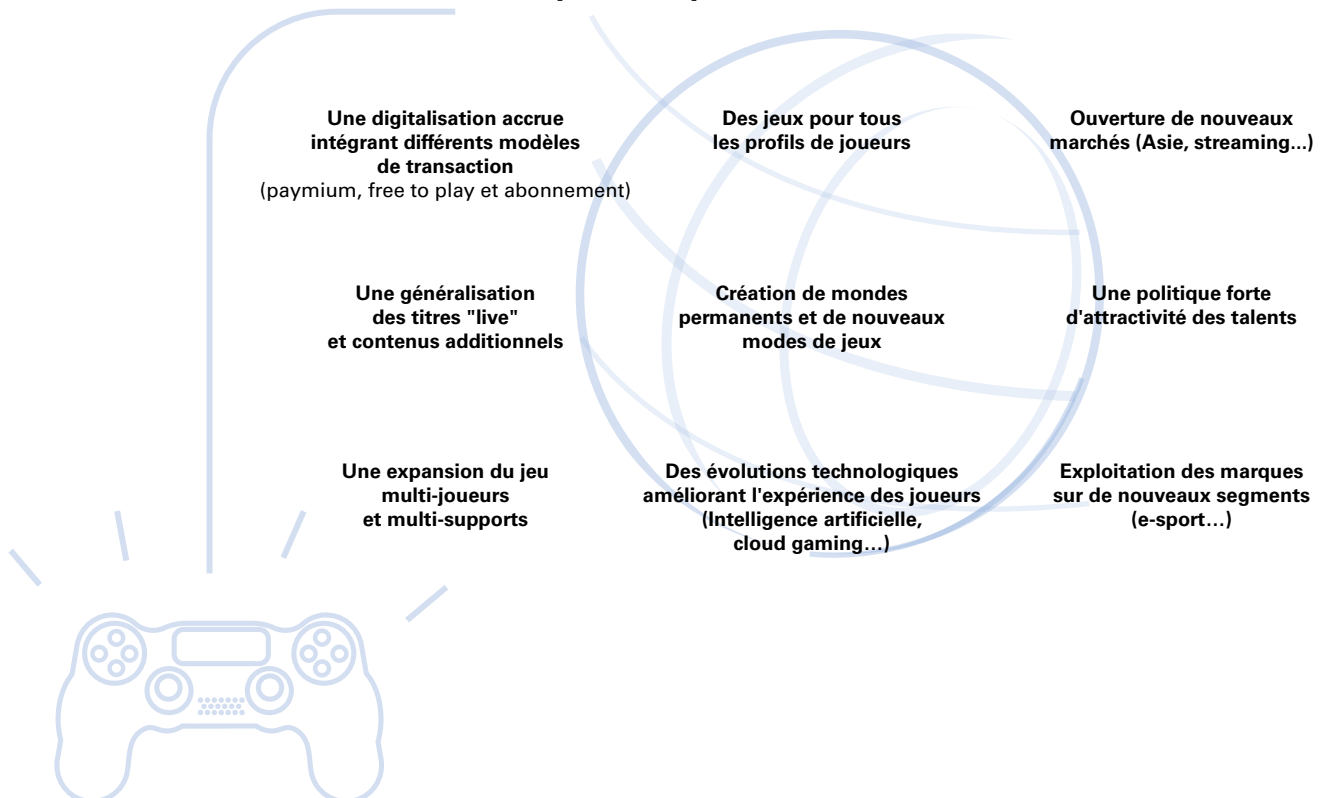 Une digitalisation accrue
intégrant différents modèles
de transaction
(paymium, free to play et abonnement)
Des jeux pour tous
les profils de joueurs
Ouverture de nouveaux
marchés (Asie, streaming...)
Une généralisation
des titres "live"
et contenus additionnels
Création de mondes
permanents et de nouveaux
modes de jeux
Une politique forte
d'attractivité des talents
Une expansion du jeu
multi-joueurs
et multi-supports
Des évolutions technologiques
améliorant l'expérience des joueurs
(Intelligence artificielle,
cloud gaming…)
Exploitation des marques
sur de nouveaux segments
(e-sport…)